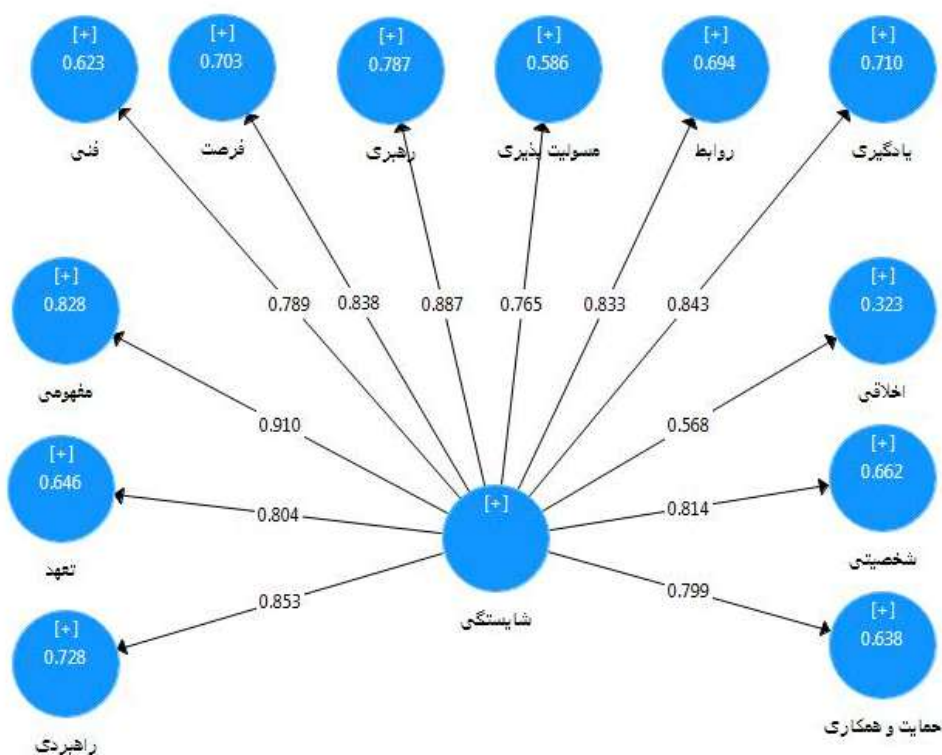 [+]
0.623
فنی
[+]
0.703
فرصت
[+]
0.787
رهبری
[+]
0.586
مسولیت پذیری
[+]
0.694
روابط
[+]
0.710
یادگیری
0.789
0.838
0.887
0.765
0.833
0.843
[+]
0.828
مفهومی
[+]
0.323
اخلاقی
0.910
0.568
[+]
0.646
تعهد
[+]
0.662
شخصیتی
0.804
0.814
[+]
شایستگی
0.853
0.799
[+]
0.728
راهبردی
[+]
0.638
حمایت و همکاری